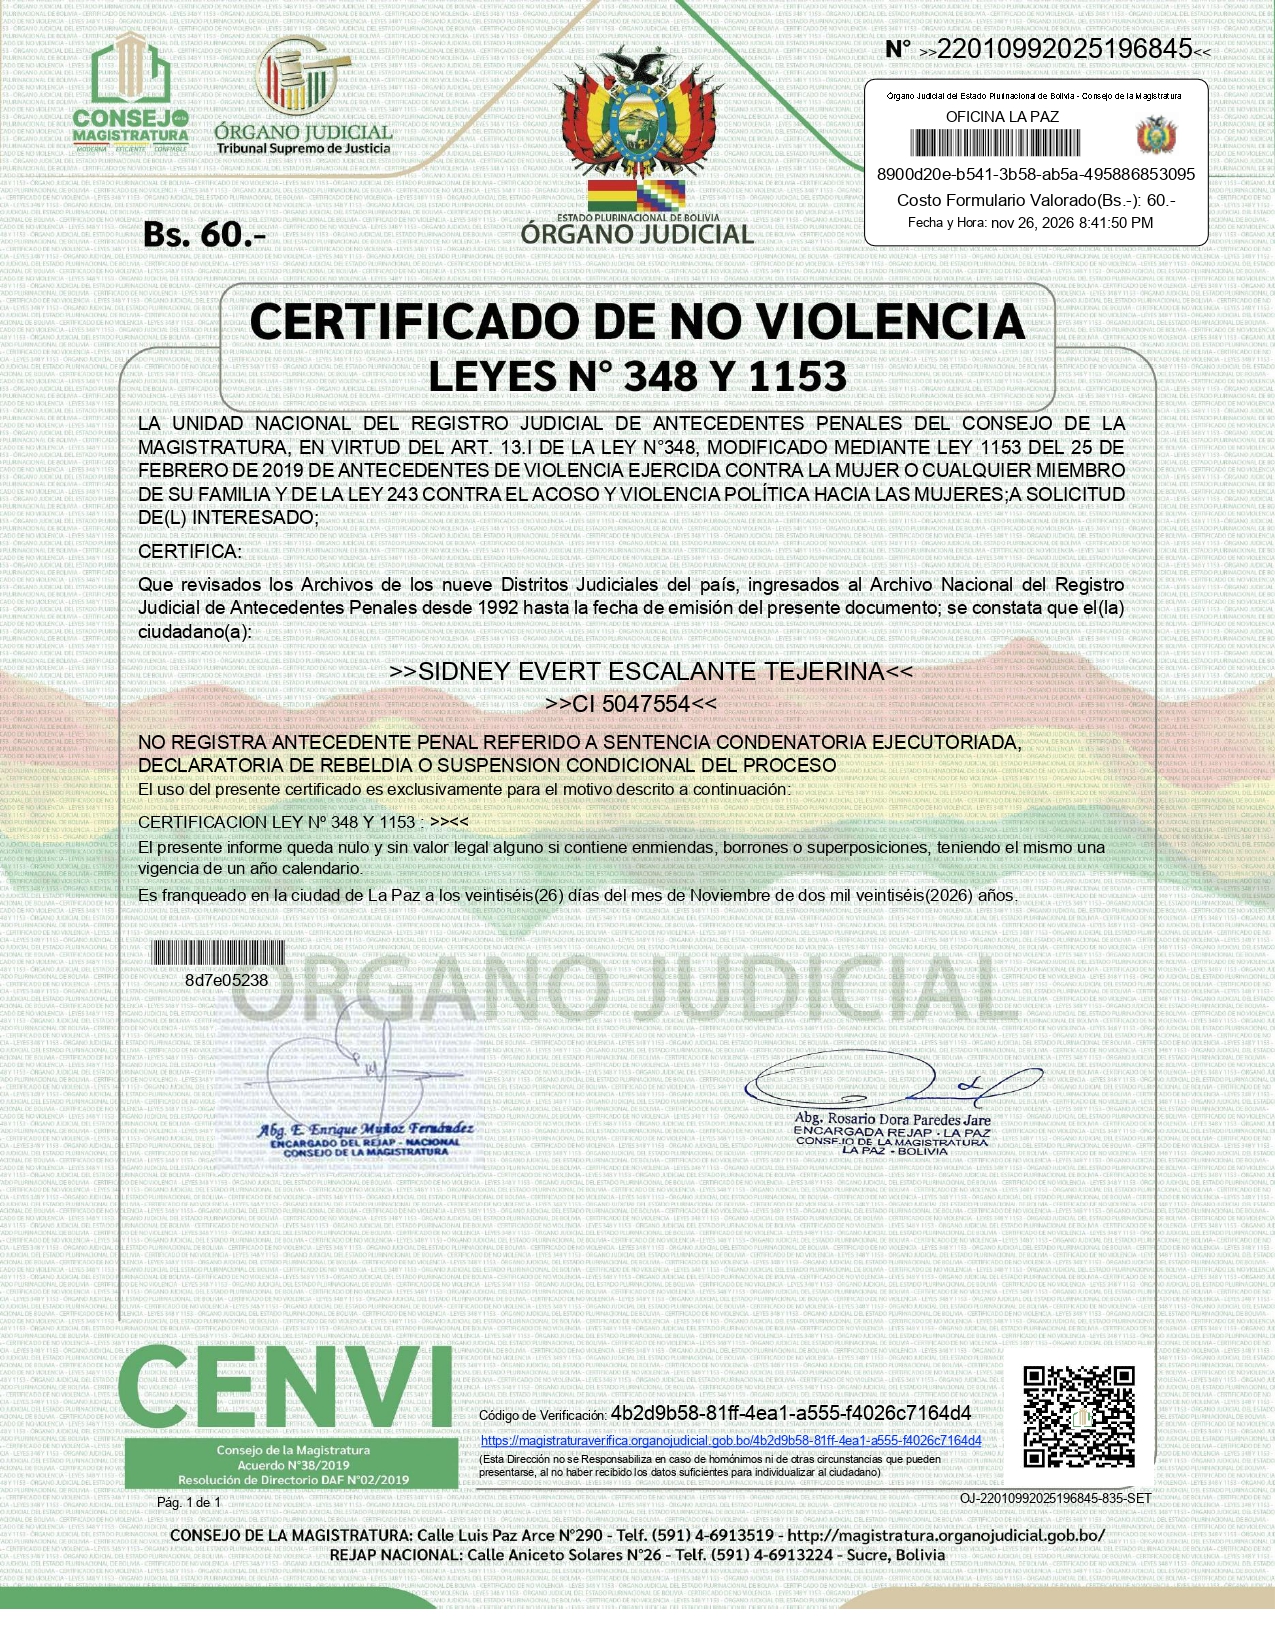 CONSEJO DE LA
MAGISTRATURA
MODERNA EFICIENTE CONFIABLE
ÓRGANO JUDICIAL
Tribunal Supremo de Justicia
Bs. 60.-
ESTADO PLURINACIONAL DE BOLIVIA
ÓRGANO JUDICIAL
N° >>22010992025196845<<
Órgano Judicial del Estado Plurinacional de Bolivia - Consejo de la Magistratura
OFICINA LA PAZ
8900d20e-b541-3b58-ab5a-495886853095
Costo Formulario Valorado(Bs.-): 60.-
Fecha y Hora: nov 26, 2026 8:41:50 PM
CERTIFICADO DE NO VIOLENCIA
LEYES N° 348 Y 1153
LA UNIDAD NACIONAL DEL REGISTRO JUDICIAL DE ANTECEDENTES PENALES DEL CONSEJO DE LA
MAGISTRATURA, EN VIRTUD DEL ART. 13.I DE LA LEY N°348, MODIFICADO MEDIANTE LEY 1153 DEL 25 DE
FEBRERO DE 2019 DE ANTECEDENTES DE VIOLENCIA EJERCIDA CONTRA LA MUJER O CUALQUIER MIEMBRO
DE SU FAMILIA Y DE LA LEY 243 CONTRA EL ACOSO Y VIOLENCIA POLÍTICA HACIA LAS MUJERES;A SOLICITUD
DE(L) INTERESADO;
CERTIFICA:
Que revisados los Archivos de los nueve Distritos Judiciales del país, ingresados al Archivo Nacional del Registro
Judicial de Antecedentes Penales desde 1992 hasta la fecha de emisión del presente documento; se constata que el(la)
ciudadano(a):
>>SIDNEY EVERT ESCALANTE TEJERINA<<
>>CI 5047554<<
NO REGISTRA ANTECEDENTE PENAL REFERIDO A SENTENCIA CONDENATORIA EJECUTORIADA,
DECLARATORIA DE REBELDIA O SUSPENSION CONDICIONAL DEL PROCESO
El uso del presente certificado es exclusivamente para el motivo descrito a continuación:
CERTIFICACION LEY Nº 348 Y 1153 : >><<
El presente informe queda nulo y sin valor legal alguno si contiene enmiendas, borrones o superposiciones, teniendo el mismo una
vigencia de un año calendario.
Es franqueado en la ciudad de La Paz a los veintiséis(26) días del mes de Noviembre de dos mil veintiséis(2026) años.
8d7e05238
ÓRGANO JUDICIAL
Abg. E. Enrique Muñoz Fernández
ENCARGADO DEL REJAP - NACIONAL
CONSEJO DE LA MAGISTRATURA
Abg. Rosario Dora Paredes Jare
ENCARGADA REJAP - LA PAZ
CONSEJO DE LA MAGISTRATURA
LA PAZ - BOLIVIA
CENVI
Consejo de la Magistratura
Acuerdo N°38/2019
Resolución de Directorio DAF N°02/2019
Código de Verificación: 4b2d9b58-81ff-4ea1-a555-f4026c7164d4
https://magistraturaverifica.organojudicial.gob.bo/4b2d9b58-81ff-4ea1-a555-f4026c7164d4
(Esta Dirección no se Responsabiliza en caso de homónimos ni de otras circunstancias que pueden
presentarse, al no haber recibido los datos suficientes para individualizar al ciudadano)
Pág. 1 de 1
OJ-22010992025196845-835-SET
CONSEJO DE LA MAGISTRATURA: Calle Luis Paz Arce N°290 - Telf. (591) 4-6913519 - http://magistratura.organojudicial.gob.bo/
REJAP NACIONAL: Calle Aniceto Solares N°26 - Telf. (591) 4-6913224 - Sucre, Bolivia